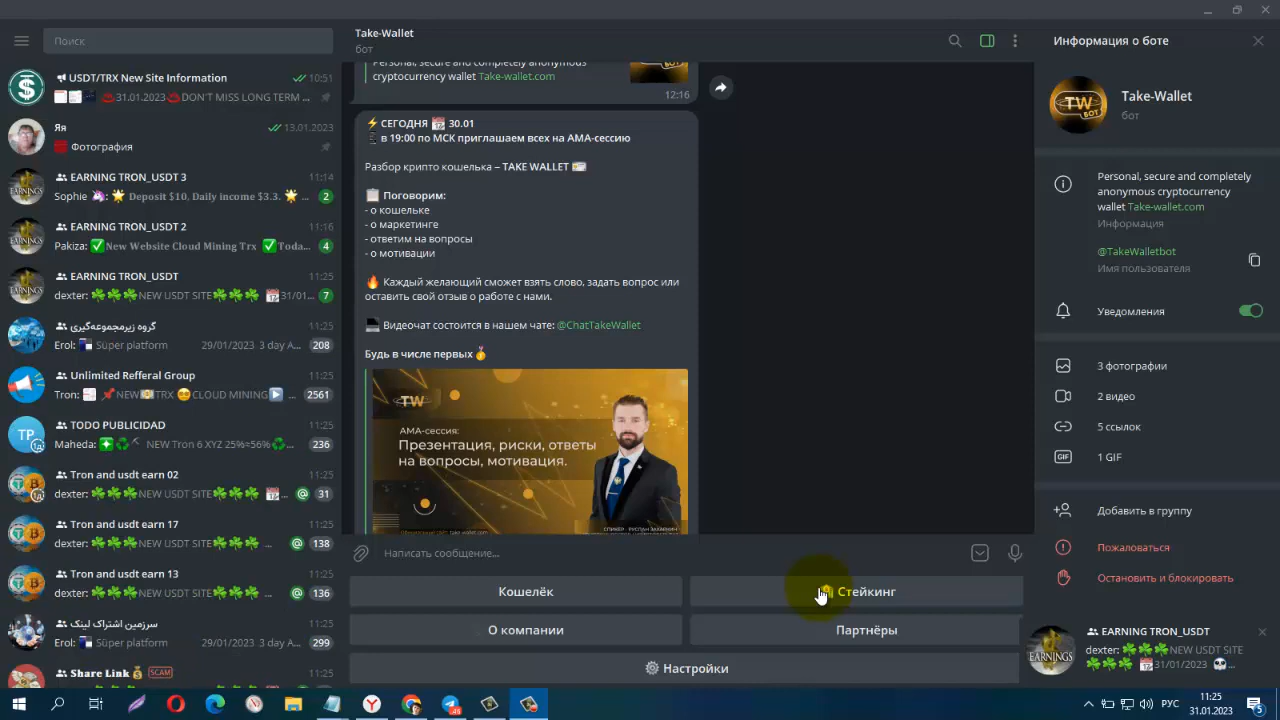 Поиск
USDT/TRX New Site Information
10:51
31.01.2023 DON'T MISS LONG TERM ...
Яя
13.01.2023
Фотография
EARNING TRON_USDT 3
11:14
Sophie : Deposit $10, Daily income $3.3. ...
2
EARNING TRON_USDT 2
11:16
Pakiza: New Website Cloud Mining Trx Toda...
4
EARNING TRON_USDT
11:25
dexter: NEW USDT SITE 31/01...
7
گروه زیرمجموعه‌گیری
11:25
Erol: Süper platform 29/01/2023 3 day A...
208
Unlimited Refferal Group
11:25
Tron: NEW TRX CLOUD MINING ...
2561
TODO PUBLICIDAD
11:25
Maheda: NEW Tron 6 XYZ 25%≈56% ...
236
Tron and usdt earn 02
11:25
dexter: NEW USDT SITE ...
@ 31
Tron and usdt earn 17
11:25
dexter: NEW USDT SITE ...
@ 138
Tron and usdt earn 13
11:25
dexter: NEW USDT SITE ...
@ 136
سرزمین اشتراک لینک
11:25
Erol: Süper platform 29/01/2023 3 day A...
299
Share Link SCAM
11:25
Take-Wallet
бот
Personal, secure and completely anonymous
cryptocurrency wallet Take-wallet.com
12:16
СЕГОДНЯ 30.01
в 19:00 по МСК приглашаем всех на АМА-сессию
Разбор крипто кошелька – TAKE WALLET
Поговорим:
- о кошельке
- о маркетинге
- ответим на вопросы
- о мотивации
Каждый желающий сможет взять слово, задать вопрос или
оставить свой отзыв о работе с нами.
Видеочат состоится в нашем чате: @ChatTakeWallet
Будь в числе первых
TW
АМА-сессия:
Презентация, риски, ответы
на вопросы, мотивация.
Написать сообщение...
Кошелёк
Стейкинг
О компании
Партнёры
Настройки
Информация о боте
TW
БОТ
Take-Wallet
бот
Personal, secure and completely
anonymous cryptocurrency
wallet Take-wallet.com
Информация
@TakeWalletbot
Имя пользователя
Уведомления
3 фотографии
2 видео
5 ссылок
GIF
1 GIF
Добавить в группу
Пожаловаться
Остановить и блокировать
EARNING TRON_USDT
dexter: NEW USDT SITE
31/01/2023 ...
РУС
11:25
31.01.2023